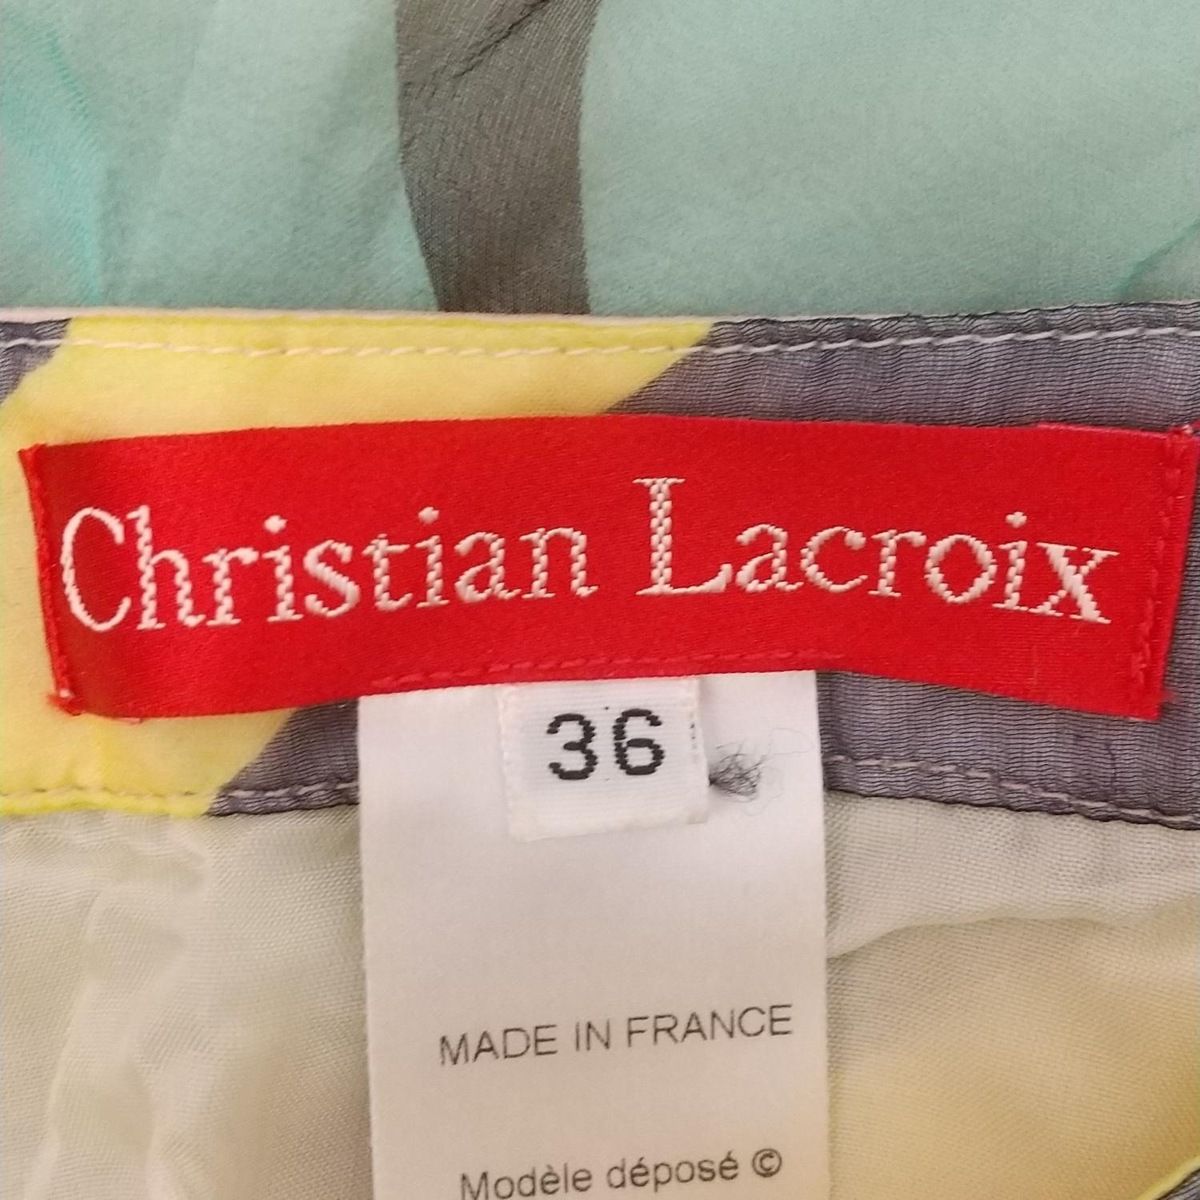 Christian Lacroix
36
MADE IN FRANCE
Modèle déposé ©